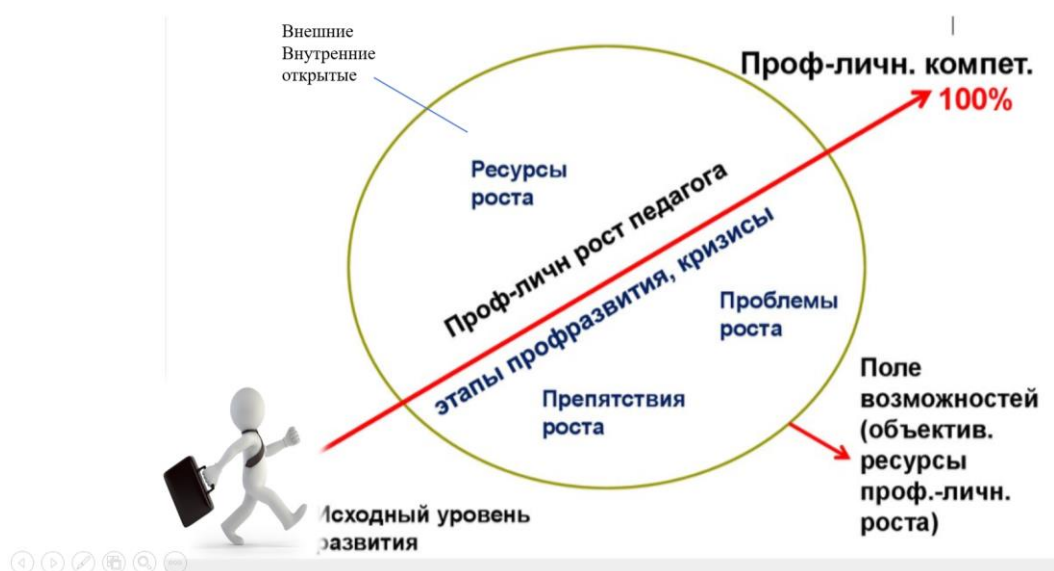 Внешние
Внутренние
открытые
Проф-личн. компет.
100%
Ресурсы
роста
Проф-личн рост педагога
этапы профразвития, кризисы
Проблемы
роста
Препятствия
роста
Поле
возможностей
(объектив.
ресурсы
проф.-личн.
роста)
Исходный уровень
развития